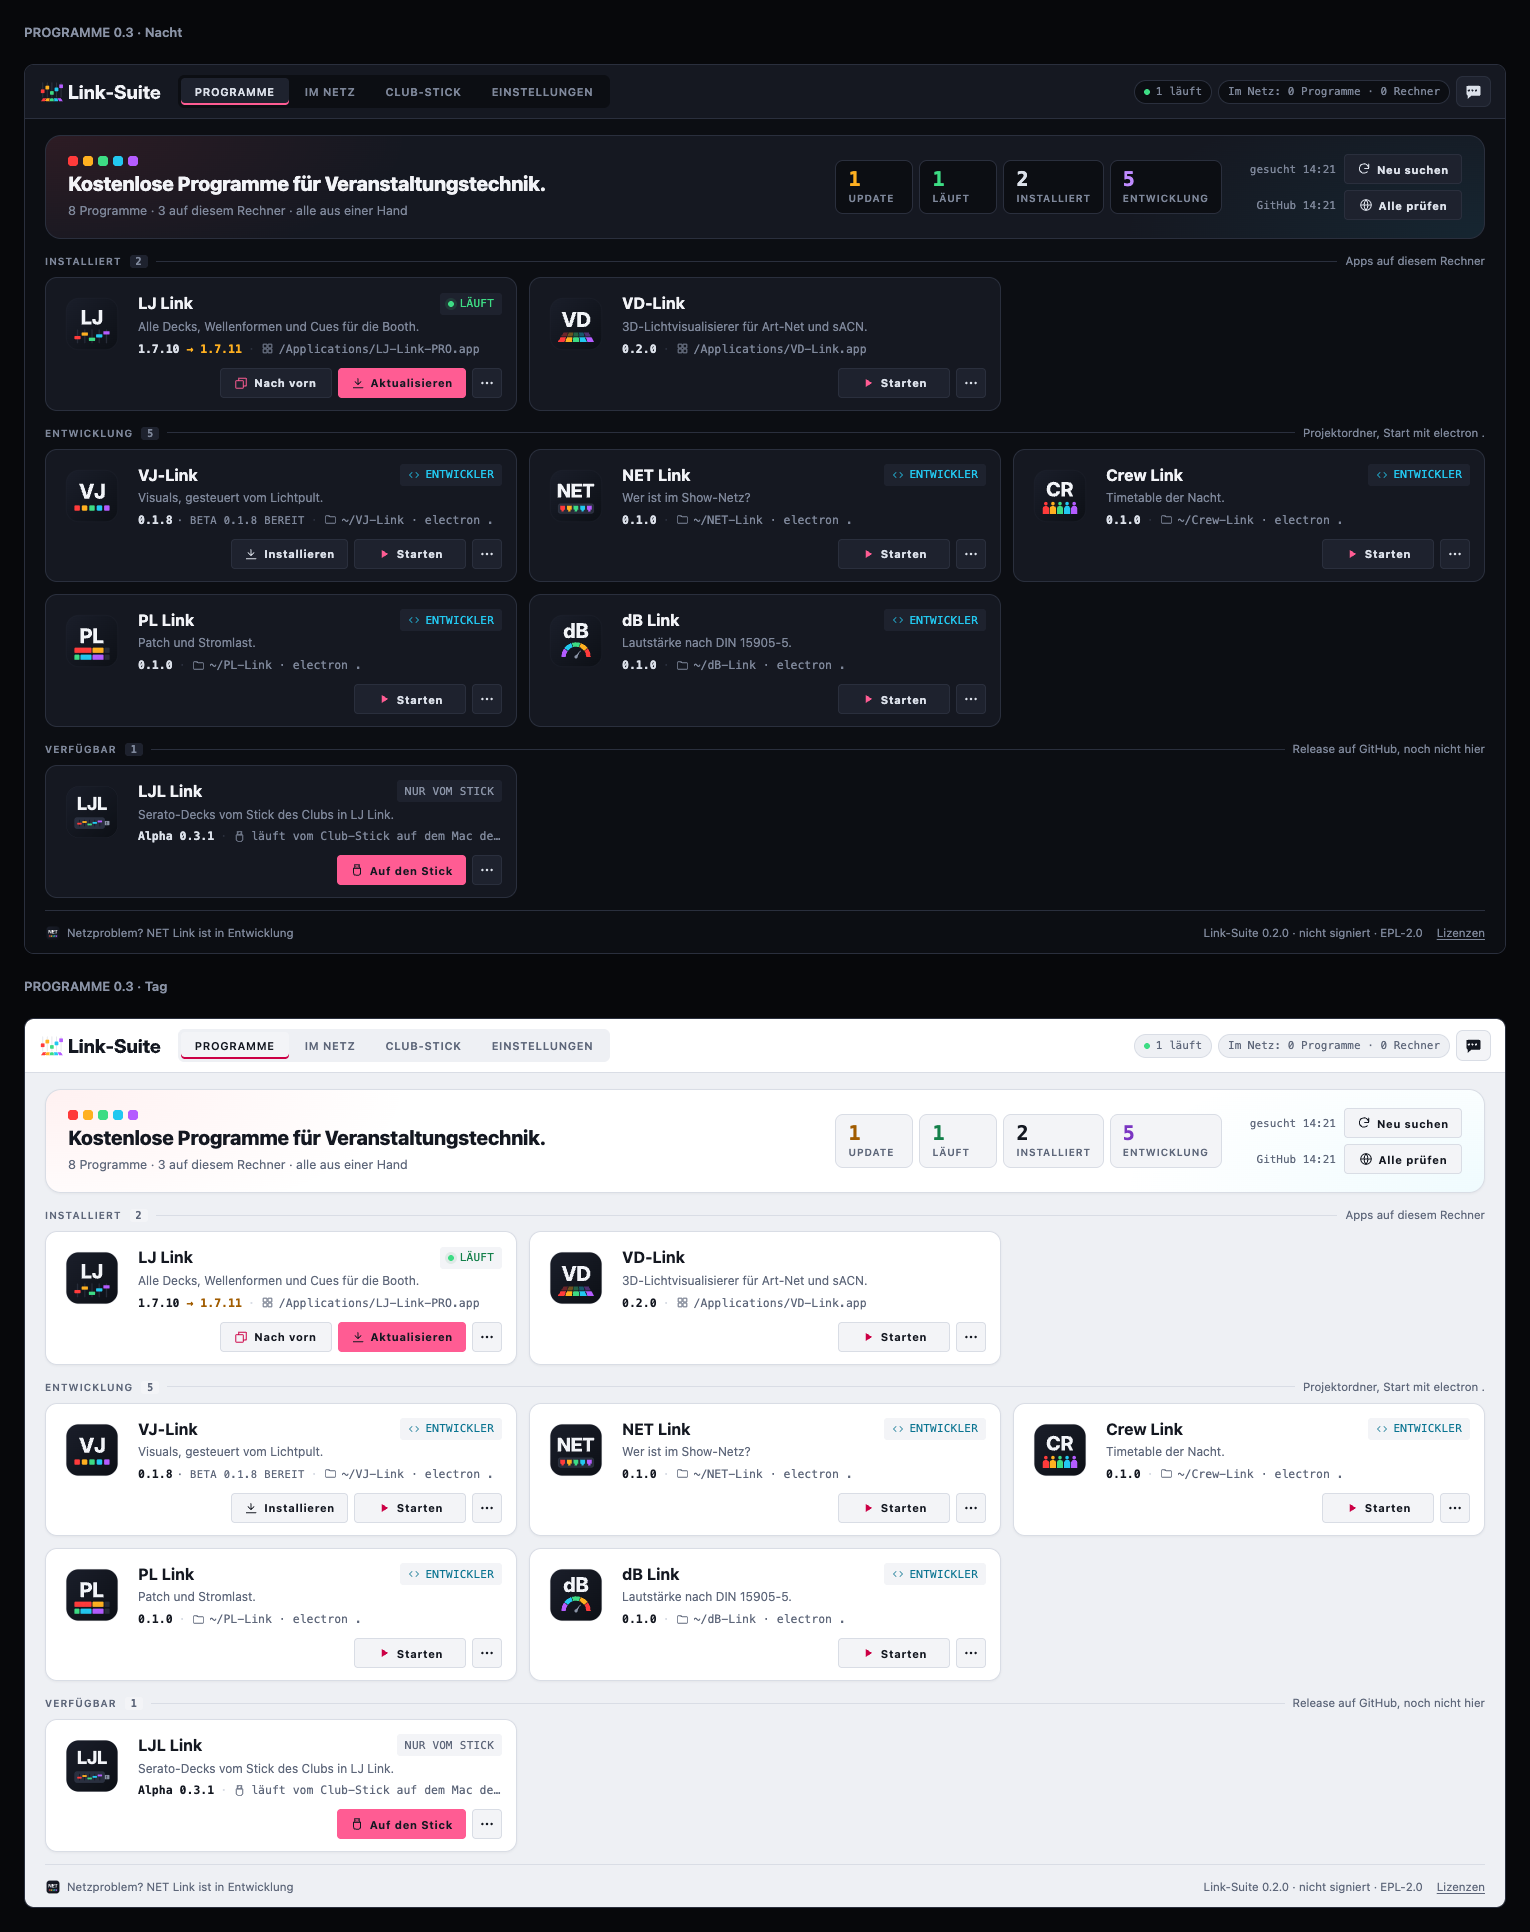 PROGRAMME 0.3 · Nacht
Link-Suite
PROGRAMME
IM NETZ
CLUB-STICK
EINSTELLUNGEN
1 läuft
Im Netz: 0 Programme · 0 Rechner
Kostenlose Programme für Veranstaltungstechnik.
8 Programme · 3 auf diesem Rechner · alle aus einer Hand
1
UPDATE
1
LÄUFT
2
INSTALLIERT
5
ENTWICKLUNG
gesucht 14:21
Neu suchen
GitHub 14:21
Alle prüfen
INSTALLIERT 2
Apps auf diesem Rechner
LJ
LJ Link
LÄUFT
Alle Decks, Wellenformen und Cues für die Booth.
1.7.10 → 1.7.11 · /Applications/LJ-Link-PRO.app
Nach vorn
Aktualisieren
VD
VD-Link
3D-Lichtvisualisierer für Art-Net und sACN.
0.2.0 · /Applications/VD-Link.app
Starten
ENTWICKLUNG 5
Projektordner, Start mit electron .
VJ
VJ-Link
ENTWICKLER
Visuals, gesteuert vom Lichtpult.
0.1.8 · BETA 0.1.8 BEREIT · ~/VJ-Link · electron .
Installieren
Starten
NET
NET Link
ENTWICKLER
Wer ist im Show-Netz?
0.1.0 · ~/NET-Link · electron .
Starten
CR
Crew Link
ENTWICKLER
Timetable der Nacht.
0.1.0 · ~/Crew-Link · electron .
Starten
PL
PL Link
ENTWICKLER
Patch und Stromlast.
0.1.0 · ~/PL-Link · electron .
Starten
dB
dB Link
ENTWICKLER
Lautstärke nach DIN 15905-5.
0.1.0 · ~/dB-Link · electron .
Starten
VERFÜGBAR 1
Release auf GitHub, noch nicht hier
LJL
LJL Link
NUR VOM STICK
Serato-Decks vom Stick des Clubs in LJ Link.
Alpha 0.3.1 · läuft vom Club-Stick auf dem Mac de…
Auf den Stick
NET
Netzproblem? NET Link ist in Entwicklung
Link-Suite 0.2.0 · nicht signiert · EPL-2.0
Lizenzen
PROGRAMME 0.3 · Tag
Link-Suite
PROGRAMME
IM NETZ
CLUB-STICK
EINSTELLUNGEN
1 läuft
Im Netz: 0 Programme · 0 Rechner
Kostenlose Programme für Veranstaltungstechnik.
8 Programme · 3 auf diesem Rechner · alle aus einer Hand
1
UPDATE
1
LÄUFT
2
INSTALLIERT
5
ENTWICKLUNG
gesucht 14:21
Neu suchen
GitHub 14:21
Alle prüfen
INSTALLIERT 2
Apps auf diesem Rechner
LJ
LJ Link
LÄUFT
Alle Decks, Wellenformen und Cues für die Booth.
1.7.10 → 1.7.11 · /Applications/LJ-Link-PRO.app
Nach vorn
Aktualisieren
VD
VD-Link
3D-Lichtvisualisierer für Art-Net und sACN.
0.2.0 · /Applications/VD-Link.app
Starten
ENTWICKLUNG 5
Projektordner, Start mit electron .
VJ
VJ-Link
ENTWICKLER
Visuals, gesteuert vom Lichtpult.
0.1.8 · BETA 0.1.8 BEREIT · ~/VJ-Link · electron .
Installieren
Starten
NET
NET Link
ENTWICKLER
Wer ist im Show-Netz?
0.1.0 · ~/NET-Link · electron .
Starten
CR
Crew Link
ENTWICKLER
Timetable der Nacht.
0.1.0 · ~/Crew-Link · electron .
Starten
PL
PL Link
ENTWICKLER
Patch und Stromlast.
0.1.0 · ~/PL-Link · electron .
Starten
dB
dB Link
ENTWICKLER
Lautstärke nach DIN 15905-5.
0.1.0 · ~/dB-Link · electron .
Starten
VERFÜGBAR 1
Release auf GitHub, noch nicht hier
LJL
LJL Link
NUR VOM STICK
Serato-Decks vom Stick des Clubs in LJ Link.
Alpha 0.3.1 · läuft vom Club-Stick auf dem Mac de…
Auf den Stick
NET
Netzproblem? NET Link ist in Entwicklung
Link-Suite 0.2.0 · nicht signiert · EPL-2.0
Lizenzen